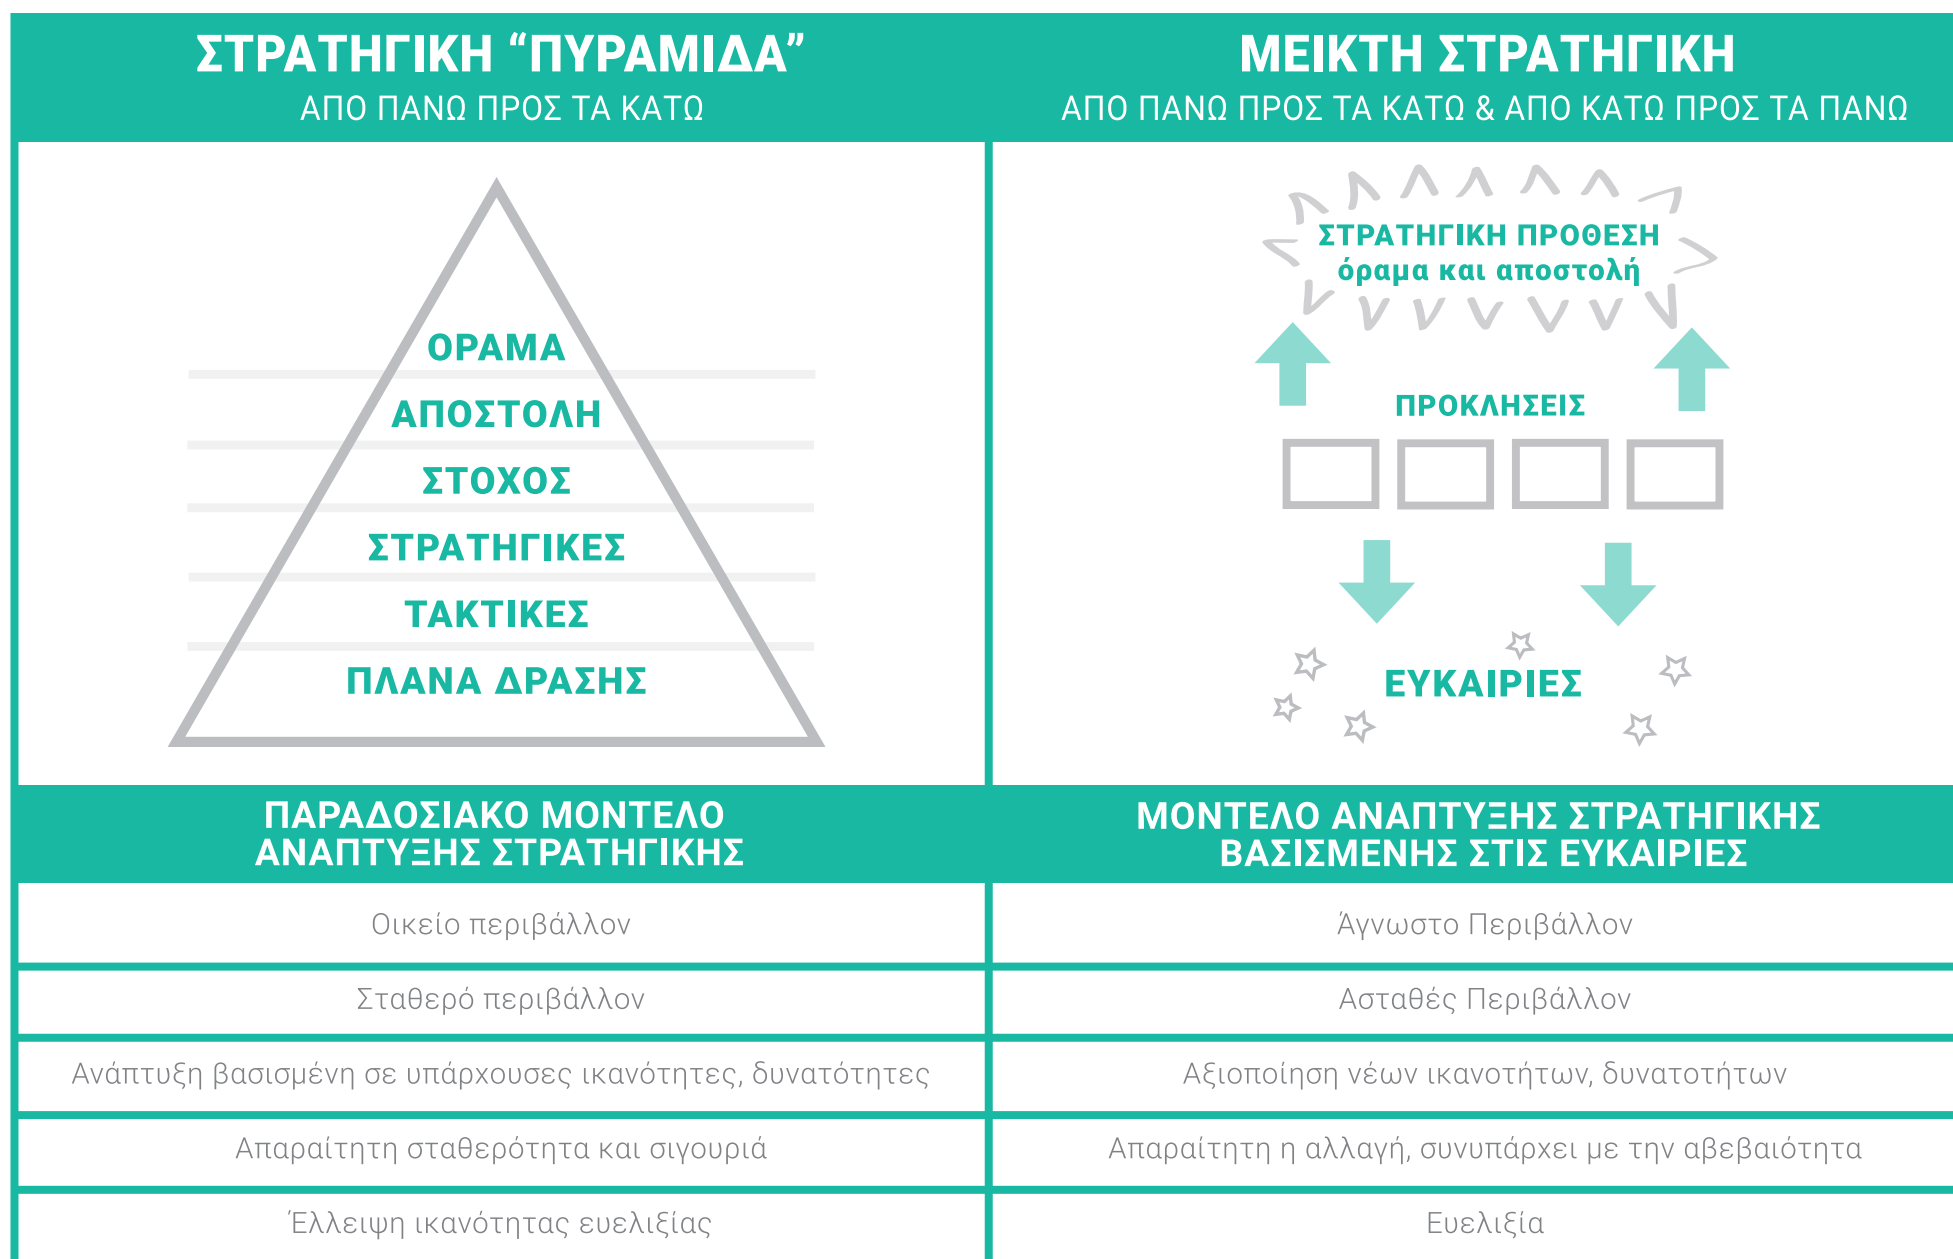 ΣΤΡΑΤΗΓΙΚΗ “ΠΥΡΑΜΙΔΑ”
ΑΠΟ ΠΑΝΩ ΠΡΟΣ ΤΑ ΚΑΤΩ
ΟΡΑΜΑ
ΑΠΟΣΤΟΛΗ
ΣΤΟΧΟΣ
ΣΤΡΑΤΗΓΙΚΕΣ
ΤΑΚΤΙΚΕΣ
ΠΛΑΝΑ ΔΡΑΣΗΣ
ΜΕΙΚΤΗ ΣΤΡΑΤΗΓΙΚΗ
ΑΠΟ ΠΑΝΩ ΠΡΟΣ ΤΑ ΚΑΤΩ & ΑΠΟ ΚΑΤΩ ΠΡΟΣ ΤΑ ΠΑΝΩ
ΣΤΡΑΤΗΓΙΚΗ ΠΡΟΘΕΣΗ
όραμα και αποστολή
ΠΡΟΚΛΗΣΕΙΣ
ΕΥΚΑΙΡΙΕΣ
ΠΑΡΑΔΟΣΙΑΚΟ ΜΟΝΤΕΛΟ
ΑΝΑΠΤΥΞΗΣ ΣΤΡΑΤΗΓΙΚΗΣ
ΜΟΝΤΕΛΟ ΑΝΑΠΤΥΞΗΣ ΣΤΡΑΤΗΓΙΚΗΣ
ΒΑΣΙΣΜΕΝΗΣ ΣΤΙΣ ΕΥΚΑΙΡΙΕΣ
Οικείο περιβάλλον
Άγνωστο Περιβάλλον
Σταθερό περιβάλλον
Ασταθές Περιβάλλον
Ανάπτυξη βασισμένη σε υπάρχουσες ικανότητες, δυνατότητες
Αξιοποίηση νέων ικανοτήτων, δυνατοτήτων
Απαραίτητη σταθερότητα και σιγουριά
Απαραίτητη η αλλαγή, συνυπάρχει με την αβεβαιότητα
Έλλειψη ικανότητας ευελιξίας
Ευελιξία